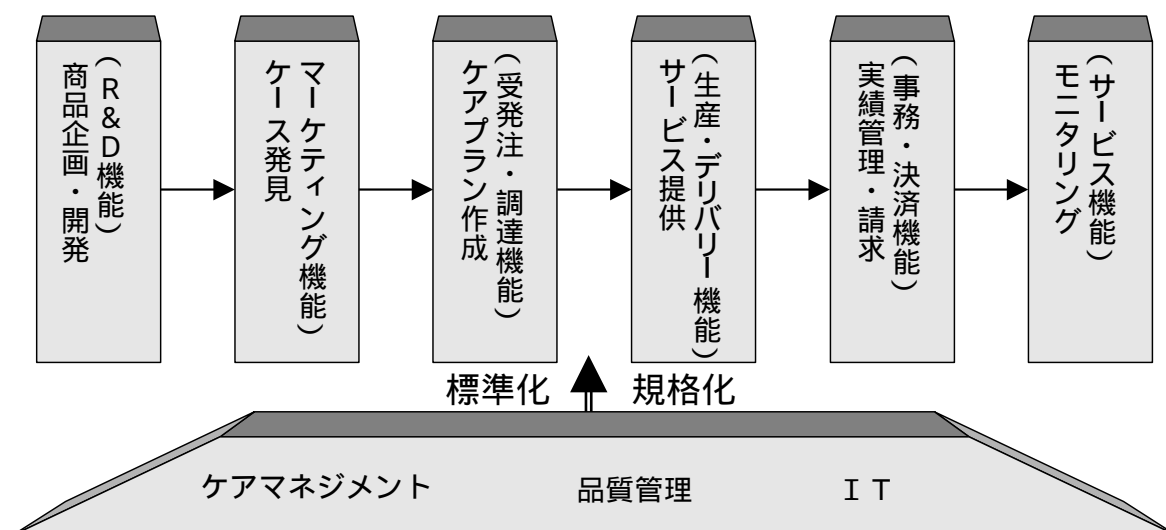 （R&D機能）
商品企画・開発
マーケティング機能）
ケース発見
（受発注・調達機能）
ケアプラン作成
（生産・デリバリー機能）
サービス提供
（事務・決済機能）
実績管理・請求
（サービス機能）
モニタリング
標準化 規格化
ケアマネジメント 品質管理 ＩＴ